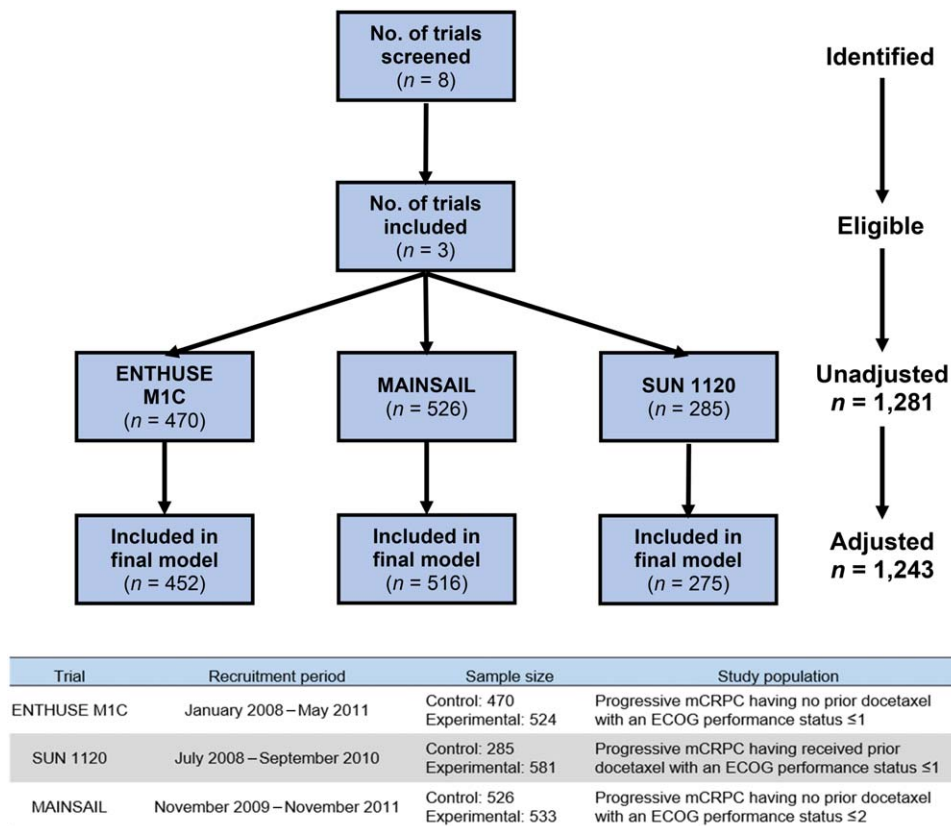 No. of trials
screened
(n = 8)
Identified
No. of trials
included
(n = 3)
Eligible
ENTHUSE
M1C
(n = 470)
MAINSAIL
(n = 526)
SUN 1120
(n = 285)
Unadjusted
n = 1,281
Included in
final model
(n = 452)
Included in
final model
(n = 516)
Included in
final model
(n = 275)
Adjusted
n = 1,243
Trial Recruitment period Sample size Study population
ENTHUSE M1C January 2008 – May 2011 Control: 470 Progressive mCRPC having no prior docetaxel
Experimental: 524 with an ECOG performance status ≤1
SUN 1120 July 2008 – September 2010 Control: 285 Progressive mCRPC having received prior
Experimental: 581 docetaxel with an ECOG performance status ≤1
MAINSAIL November 2009 – November 2011 Control: 526 Progressive mCRPC having no prior docetaxel
Experimental: 533 with an ECOG performance status ≤2